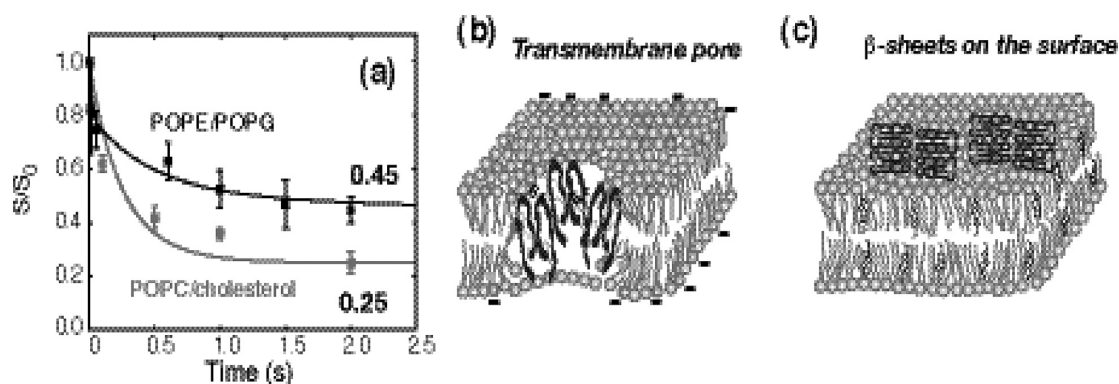 (a)
S/S0
1.0
0.8
0.6
0.4
0.2
0.0
POPE/POPG
0.45
POPC/cholesterol
0.25
0 0.5 1.0 1.5 2.0 2.5
Time (s)
(b)
Transmembrane pore
(c)
β-sheets on the surface